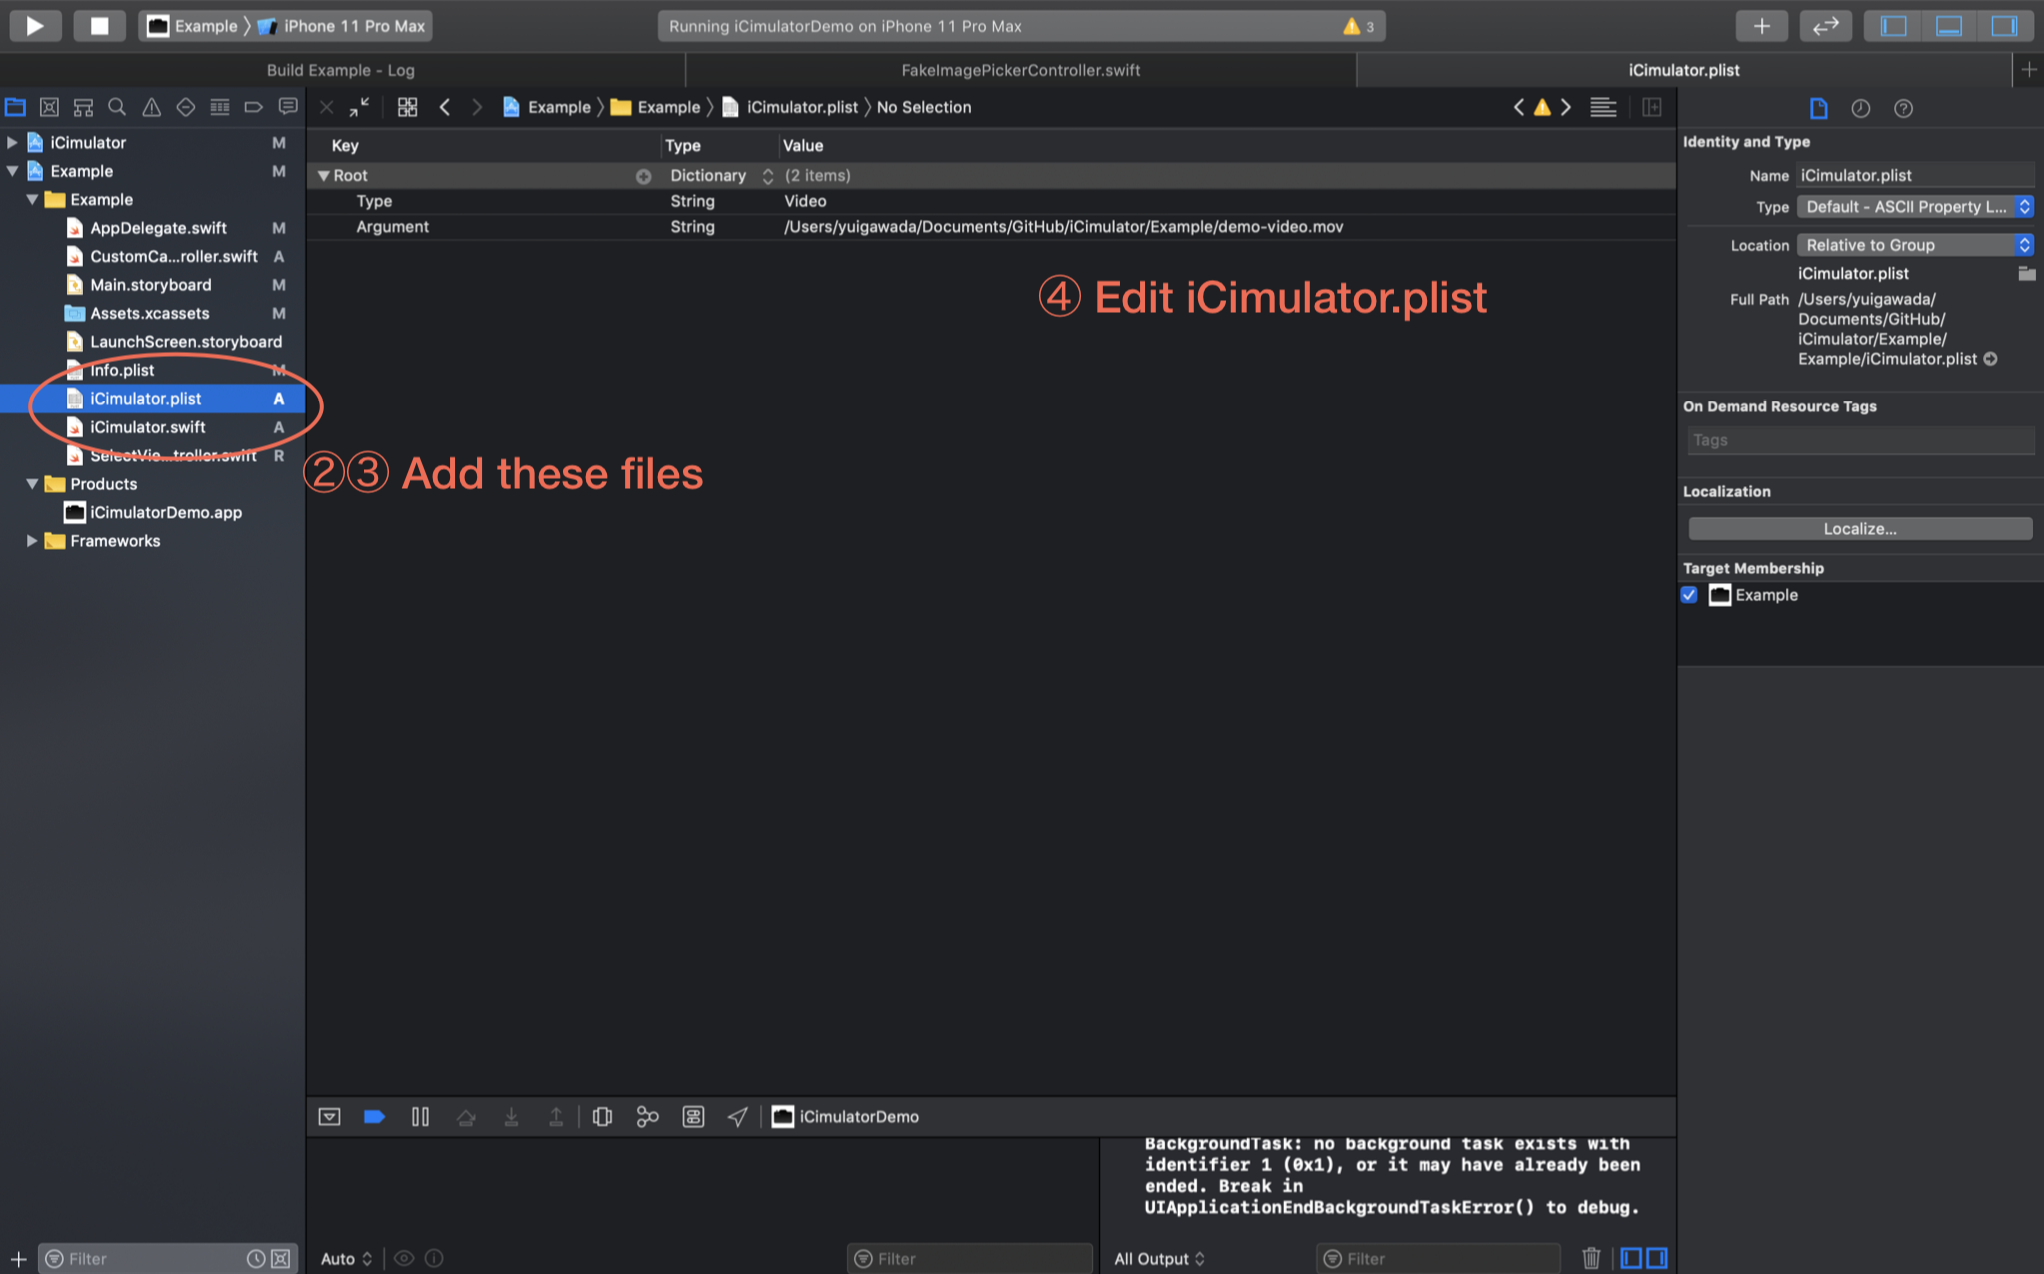 Example 〉 iPhone 11 Pro Max
Running iCimulatorDemo on iPhone 11 Pro Max
3
Build Example - Log
FakeImagePickerController.swift
iCimulator.plist
Example 〉 Example 〉 iCimulator.plist 〉 No Selection
iCimulator M
Example M
Example
AppDelegate.swift M
CustomCa...roller.swift A
Main.storyboard M
Assets.xcassets M
LaunchScreen.storyboard
Info.plist M
iCimulator.plist A
iCimulator.swift A
SelectVie...troller.swift R
Products
iCimulatorDemo.app
Frameworks
Key Type Value
Root Dictionary (2 items)
Type String Video
Argument String /Users/yuigawada/Documents/GitHub/iCimulator/Example/demo-video.mov
④ Edit iCimulator.plist
②③ Add these files
Identity and Type
Name iCimulator.plist
Type Default - ASCII Property L...
Location Relative to Group
iCimulator.plist
Full Path /Users/yuigawada/
Documents/GitHub/
iCimulator/Example/
Example/iCimulator.plist
On Demand Resource Tags
Tags
Localization
Localize...
Target Membership
Example
iCimulatorDemo
BackgroundTask: no background task exists with
identifier 1 (0x1), or it may have already been
ended. Break in
UIApplicationEndBackgroundTaskError() to debug.
Filter
Auto
Filter
All Output
Filter